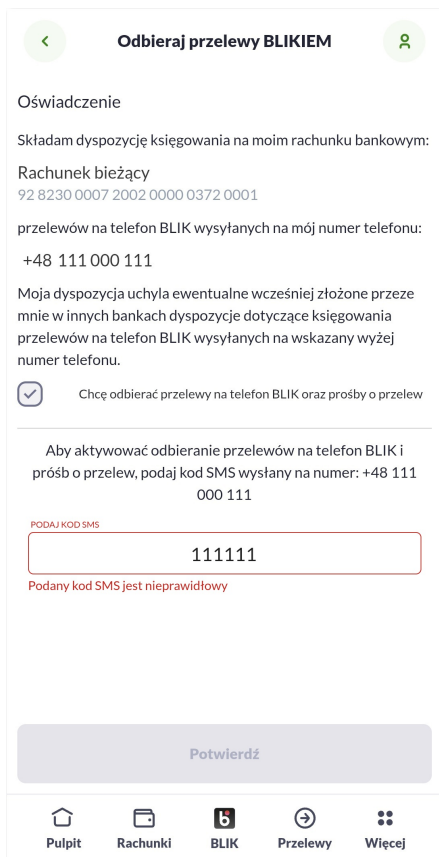 Odbieraj przelewy BLIKIEM
Oświadczenie
Składam dyspozycję księgowania na moim rachunku bankowym:
Rachunek bieżący
92 8230 0007 2002 0000 0372 0001
przelewów na telefon BLIK wysyłanych na mój numer telefonu:
+48 111 000 111
Moja dyspozycja uchyla ewentualne wcześniej złożone przeze
mnie w innych bankach dyspozycje dotyczące księgowania
przelewów na telefon BLIK wysyłanych na wskazany wyżej
numer telefonu.
Chcę odbierać przelewy na telefon BLIK oraz prośby o przelew
Aby aktywować odbieranie przelewów na telefon BLIK i
próśb o przelew, podaj kod SMS wysłany na numer: +48 111
000 111
PODAJ KOD SMS
111111
Podany kod SMS jest nieprawidłowy
Potwierdź
Pulpit Rachunki BLIK Przelewy Więcej